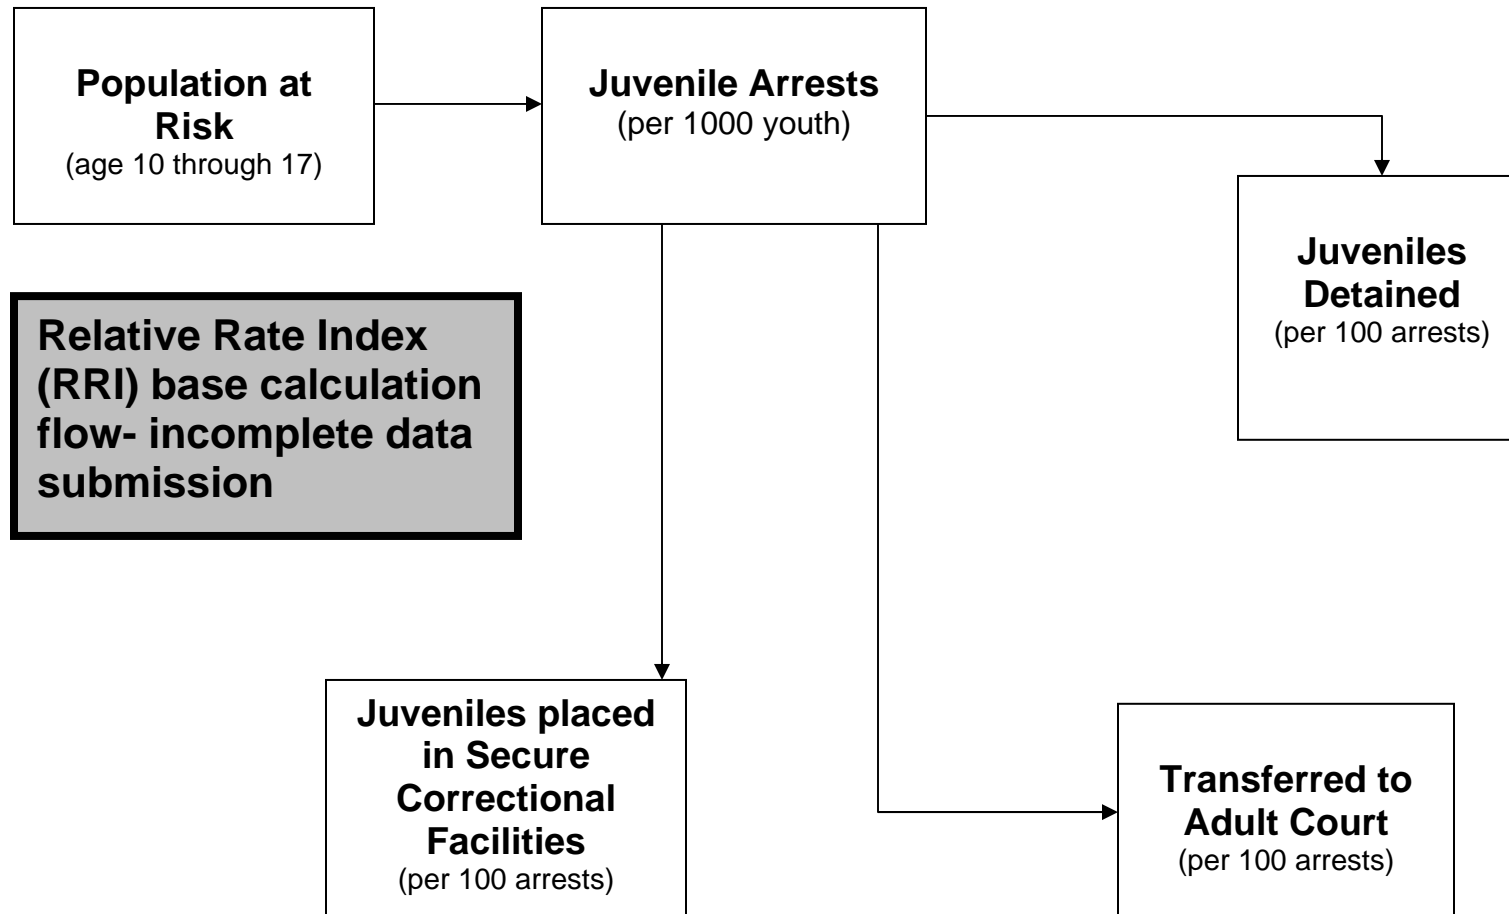 Population at
Risk
(age 10 through 17)
Juvenile Arrests
(per 1000 youth)
Juveniles
Detained
(per 100 arrests)
Relative Rate Index
(RRI) base calculation
flow- incomplete data
submission
Juveniles placed
in Secure
Correctional
Facilities
(per 100 arrests)
Transferred to
Adult Court
(per 100 arrests)